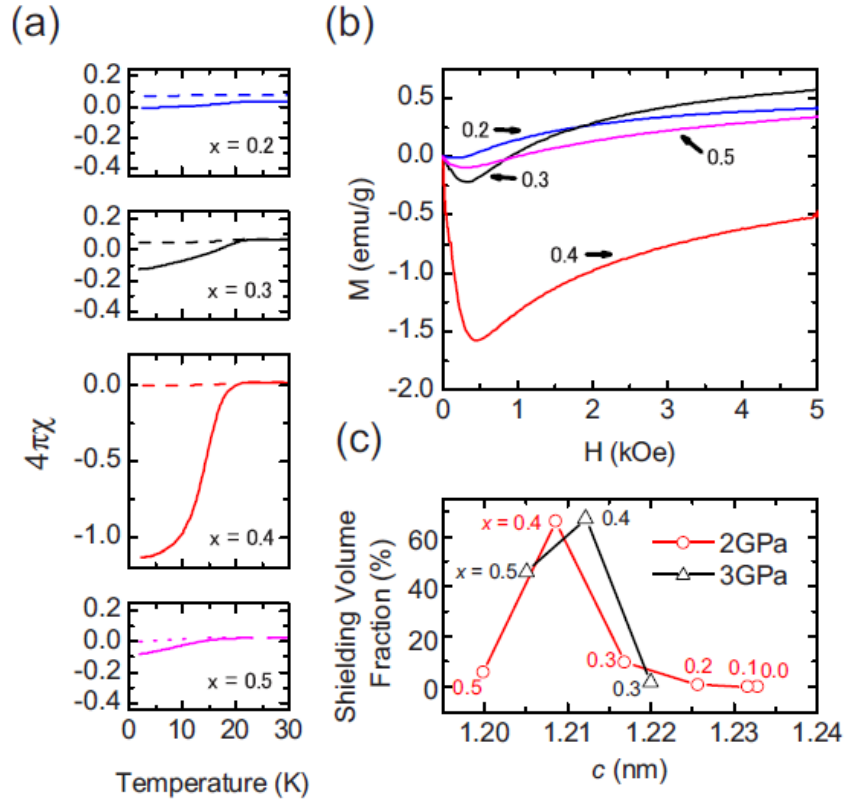 (a)
0.2
0.0
-0.2
-0.4
x = 0.2
0.2
0.0
-0.2
-0.4
x = 0.3
0.0
-0.5
-1.0
x = 0.4
4πχ
0.2
0.0
-0.2
-0.4
x = 0.5
0 10 20 30
Temperature (K)
(b)
0.5
0.0
-0.5
-1.0
-1.5
-2.0
M (emu/g)
0.2
0.3
0.5
0.4
0 1 2 3 4 5
H (kOe)
(c)
60
40
20
0
Shielding Volume
Fraction (%)
x = 0.4
0.4
x = 0.5
0.3
0.5
0.3
0.2
0.1
0.0
2GPa
3GPa
1.20 1.21 1.22 1.23 1.24
c (nm)